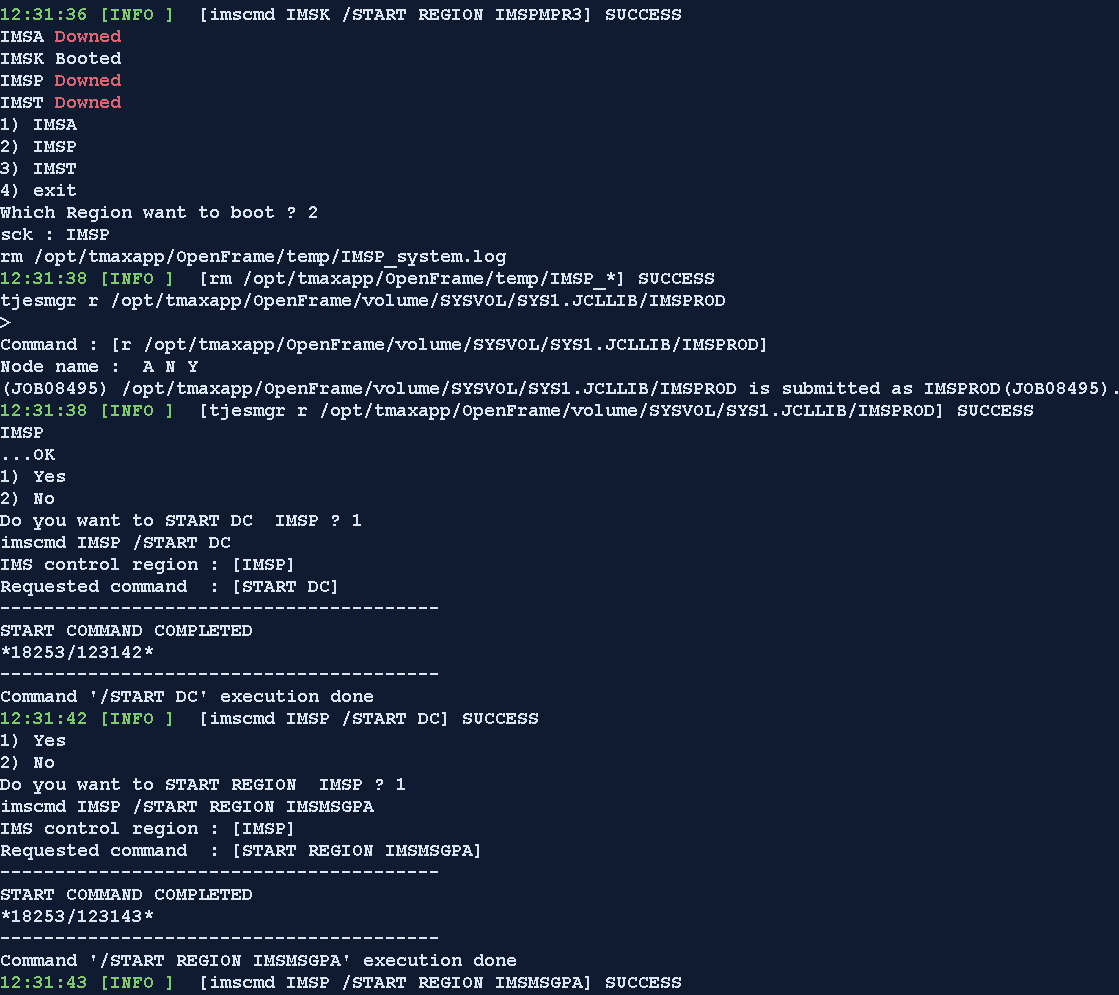 12:31:36 [INFO ]  [imscmd IMSK /START REGION IMSPMPR3] SUCCESS
IMSA Downed
IMSK Booted
IMSP Downed
IMST Downed
1) IMSA
2) IMSP
3) IMST
4) exit
Which Region want to boot ? 2
sck : IMSP
rm /opt/tmaxapp/OpenFrame/temp/IMSP_system.log
12:31:38 [INFO ]  [rm /opt/tmaxapp/OpenFrame/temp/IMSP_*] SUCCESS
tjesmgr r /opt/tmaxapp/OpenFrame/volume/SYSVOL/SYS1.JCLLIB/IMSPROD
>
Command : [r /opt/tmaxapp/OpenFrame/volume/SYSVOL/SYS1.JCLLIB/IMSPROD]
Node name :  A N Y
(JOB08495) /opt/tmaxapp/OpenFrame/volume/SYSVOL/SYS1.JCLLIB/IMSPROD is submitted as IMSPROD(JOB08495).
12:31:38 [INFO ]  [tjesmgr r /opt/tmaxapp/OpenFrame/volume/SYSVOL/SYS1.JCLLIB/IMSPROD] SUCCESS
IMSP
...OK
1) Yes
2) No
Do you want to START DC  IMSP ? 1
imscmd IMSP /START DC
IMS control region : [IMSP]
Requested command  : [START DC]
----------------------------------------
START COMMAND COMPLETED
*18253/123142*
----------------------------------------
Command '/START DC' execution done
12:31:42 [INFO ]  [imscmd IMSP /START DC] SUCCESS
1) Yes
2) No
Do you want to START REGION  IMSP ? 1
imscmd IMSP /START REGION IMSMSGPA
IMS control region : [IMSP]
Requested command  : [START REGION IMSMSGPA]
----------------------------------------
START COMMAND COMPLETED
*18253/123143*
----------------------------------------
Command '/START REGION IMSMSGPA' execution done
12:31:43 [INFO ]  [imscmd IMSP /START REGION IMSMSGPA] SUCCESS